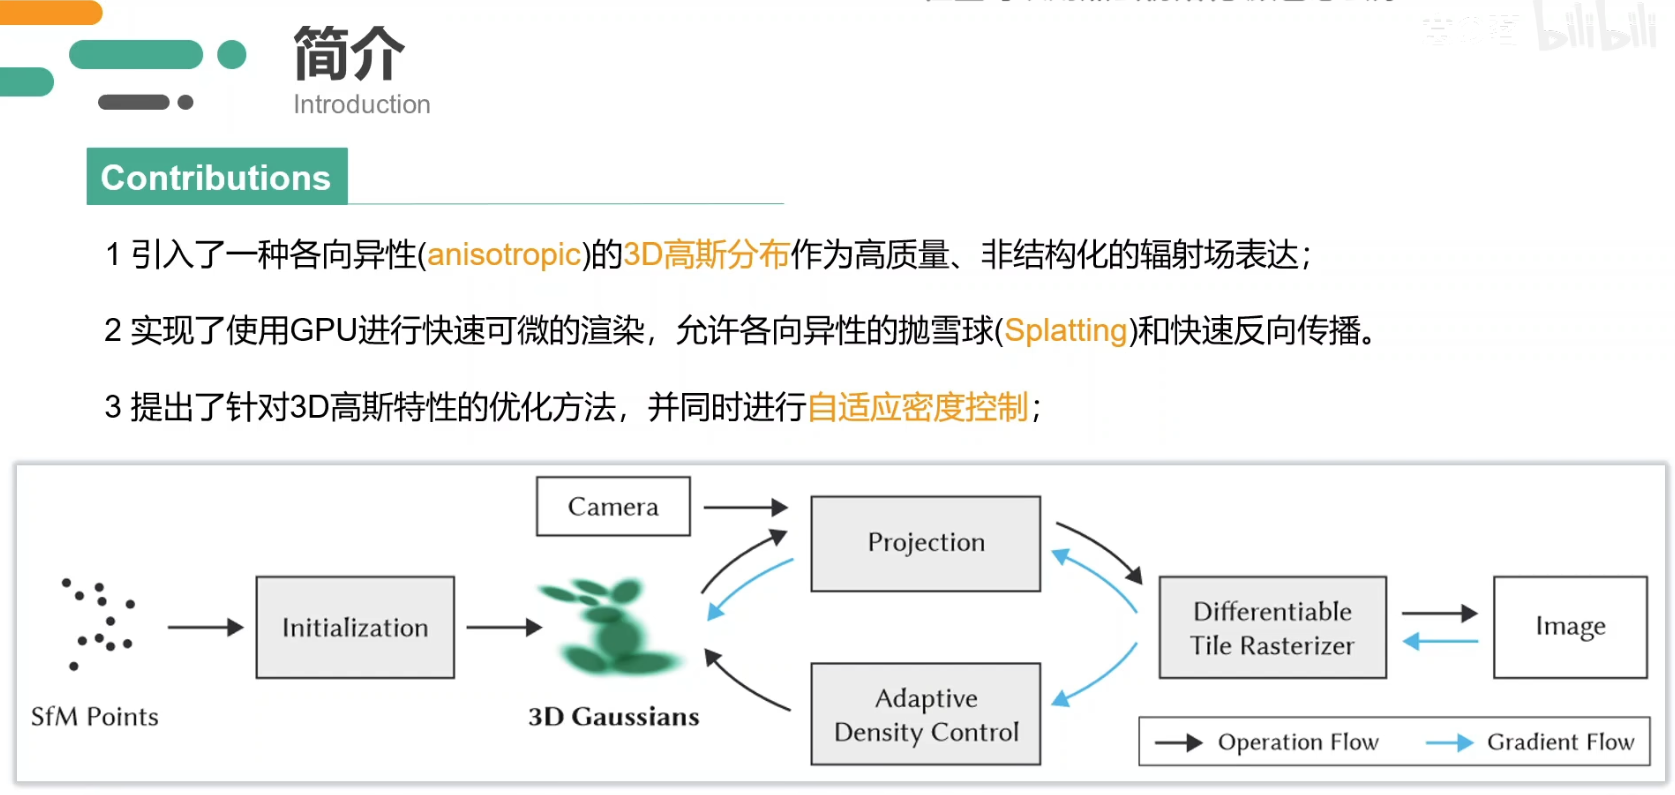 简介
Introduction
Contributions
1 引入了一种各向异性(anisotropic)的3D高斯分布作为高质量、非结构化的辐射场表达；
2 实现了使用GPU进行快速可微的渲染，允许各向异性的抛雪球(Splatting)和快速反向传播。
3 提出了针对3D高斯特性的优化方法，并同时进行自适应密度控制；
Camera
Projection
Initialization
Differentiable
Tile Rasterizer
Image
SfM Points
3D Gaussians
Adaptive
Density Control
Operation Flow
Gradient Flow
bilibili